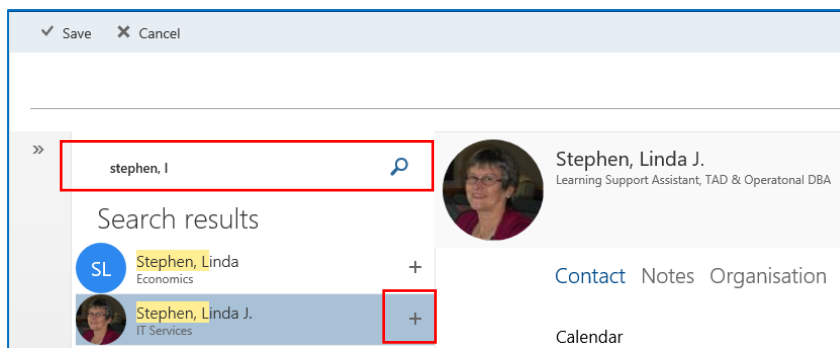 Save Cancel
stephen, l
Search results
SL
Stephen, Linda
Economics
Stephen, Linda J.
IT Services
Stephen, Linda J.
Learning Support Assistant, TAD & Operatonal DBA
Contact Notes Organisation
Calendar